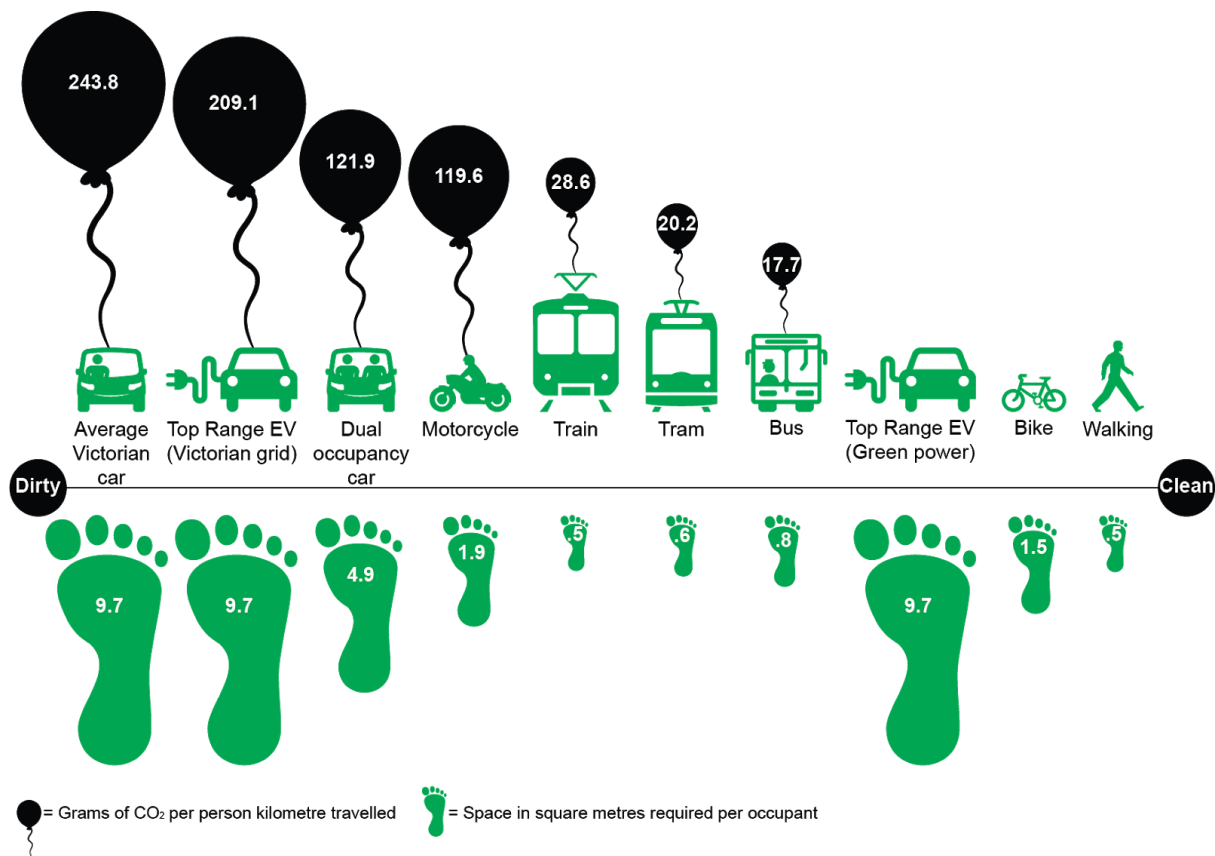 243.8
209.1
121.9
119.6
28.6
20.2
17.7
Average
Victorian
car
Top Range EV
(Victorian grid)
Dual
occupancy
car
Motorcycle
Train
Tram
Bus
Top Range EV
(Green power)
Bike
Walking
Dirty
Clean
9.7
9.7
4.9
1.9
.5
.6
.8
9.7
1.5
.5
= Grams of CO₂ per person kilometre travelled
= Space in square metres required per occupant